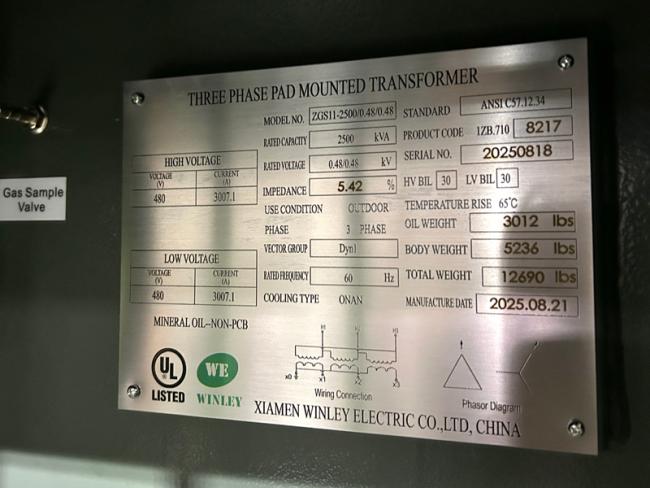 THREE PHASE PAD MOUNTED TRANSFORMER
MODEL NO. ZGS11-2500/0.48/0.48 STANDARD ANSI C57.12.34
RATED CAPACITY 2500 kVA PRODUCT CODE 1ZB.710 8217
RATED VOLTAGE 0.48/0.48 kV SERIAL NO. 20250818
IMPEDANCE 5.42 % HV BIL 30 LV BIL 30
USE CONDITION OUTDOOR TEMPERATURE RISE 65℃
PHASE 3 PHASE OIL WEIGHT 3012 lbs
VECTOR GROUP Dyn1 BODY WEIGHT 5236 lbs
RATED FREQUENCY 60 Hz TOTAL WEIGHT 12690 lbs
COOLING TYPE ONAN MANUFACTURE DATE 2025.08.21
HIGH VOLTAGE
VOLTAGE (V) CURRENT (A)
480 3007.1
LOW VOLTAGE
VOLTAGE (V) CURRENT (A)
480 3007.1
MINERAL OIL--NON-PCB
UL
LISTED
WE
WINLEY
H1 H2 H3
x0 x1 x2 x3
Wiring Connection
Phasor Diagram
XIAMEN WINLEY ELECTRIC CO.,LTD, CHINA
Gas Sample
Valve